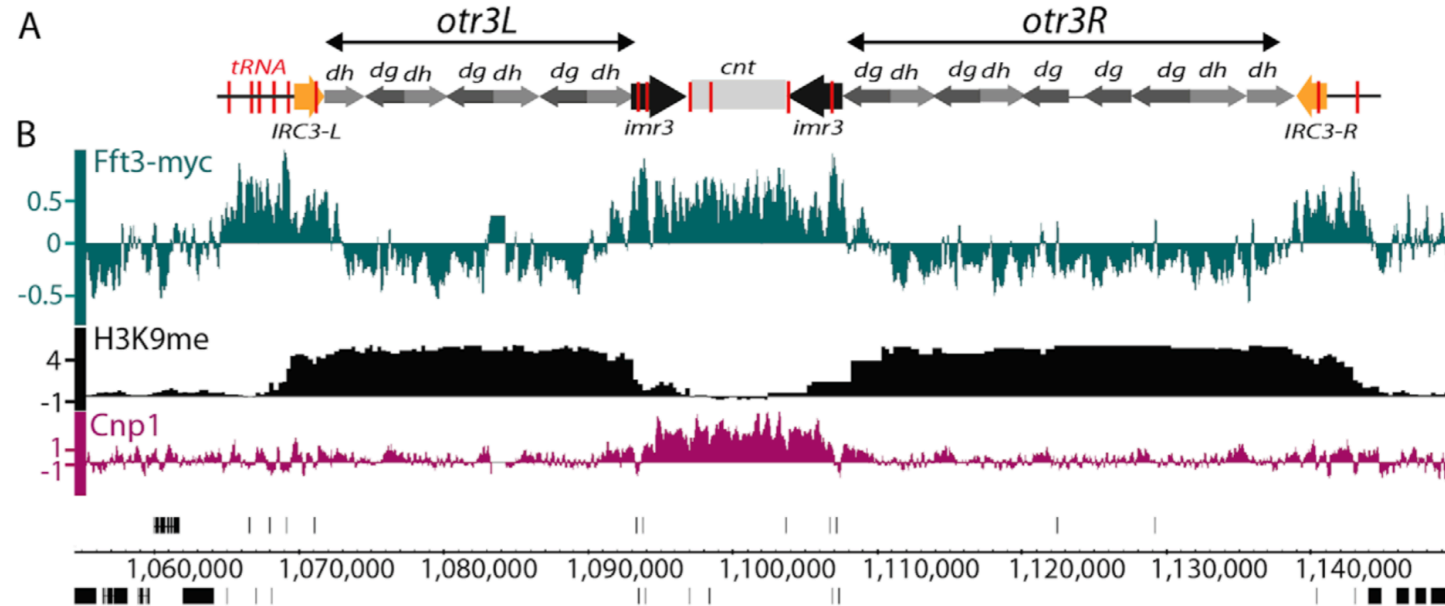 A
otr3L
otr3R
tRNA
dh
dg dh
dg dh
dg dh
cnt
dg dh
dg dh
dg
dg
dg dh
dh
IRC3-L
imr3
imr3
IRC3-R
B
Fft3-myc
0.5
0
-0.5
H3K9me
4
-1
Cnp1
1
-1
1,060,000 1,070,000 1,080,000 1,090,000 1,100,000 1,110,000 1,120,000 1,130,000 1,140,000